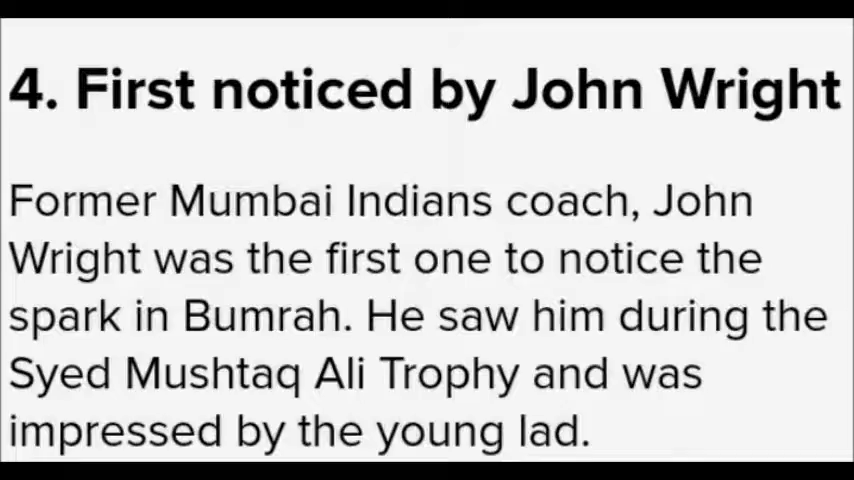 4. First noticed by John Wright
Former Mumbai Indians coach, John
Wright was the first one to notice the
spark in Bumrah. He saw him during the
Syed Mushtaq Ali Trophy and was
impressed by the young lad.